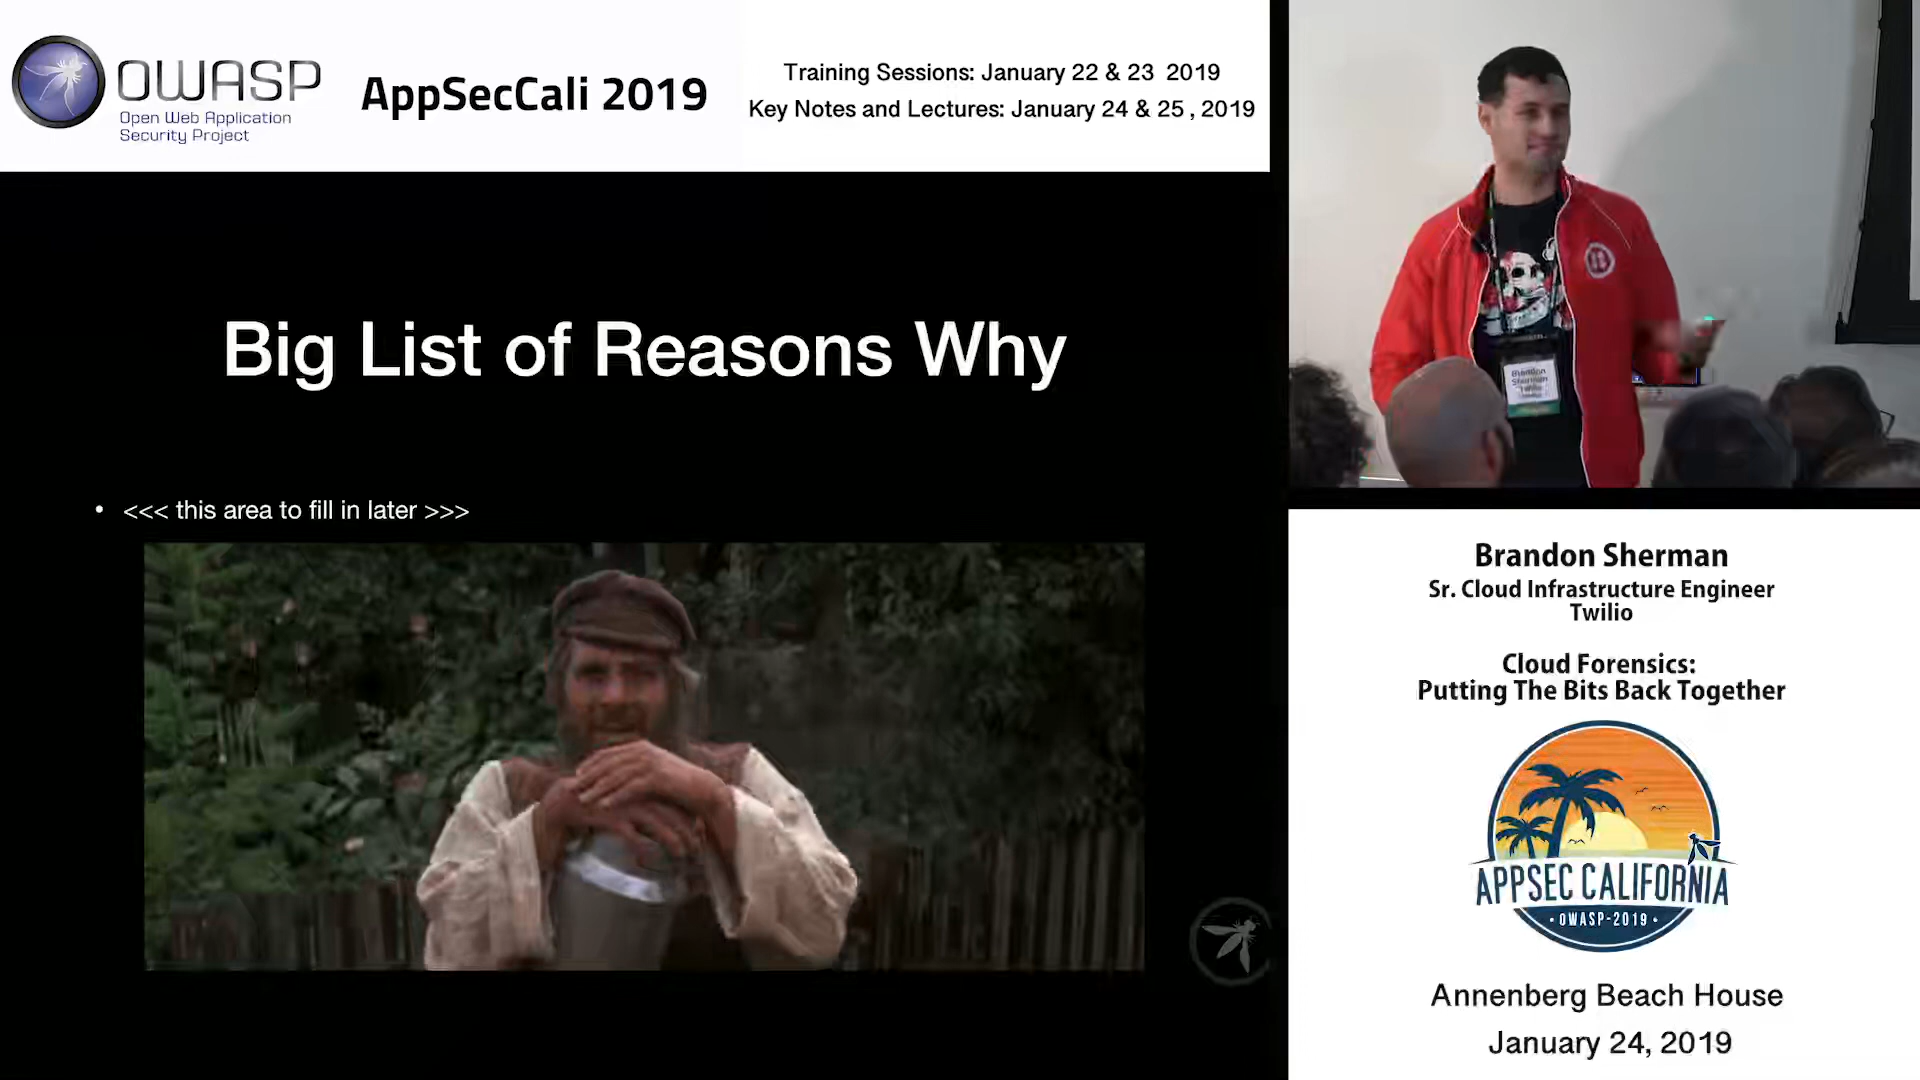 OWASP
Open Web Application
Security Project
AppSecCali 2019
Training Sessions: January 22 & 23 2019
Key Notes and Lectures: January 24 & 25 , 2019
Big List of Reasons Why
• <<< this area to fill in later >>>
Brandon
Sherman
Twilio
Brandon Sherman
Sr. Cloud Infrastructure Engineer
Twilio
Cloud Forensics:
Putting The Bits Back Together
APPSEC CALIFORNIA
• OWASP-2019 •
Annenberg Beach House
January 24, 2019